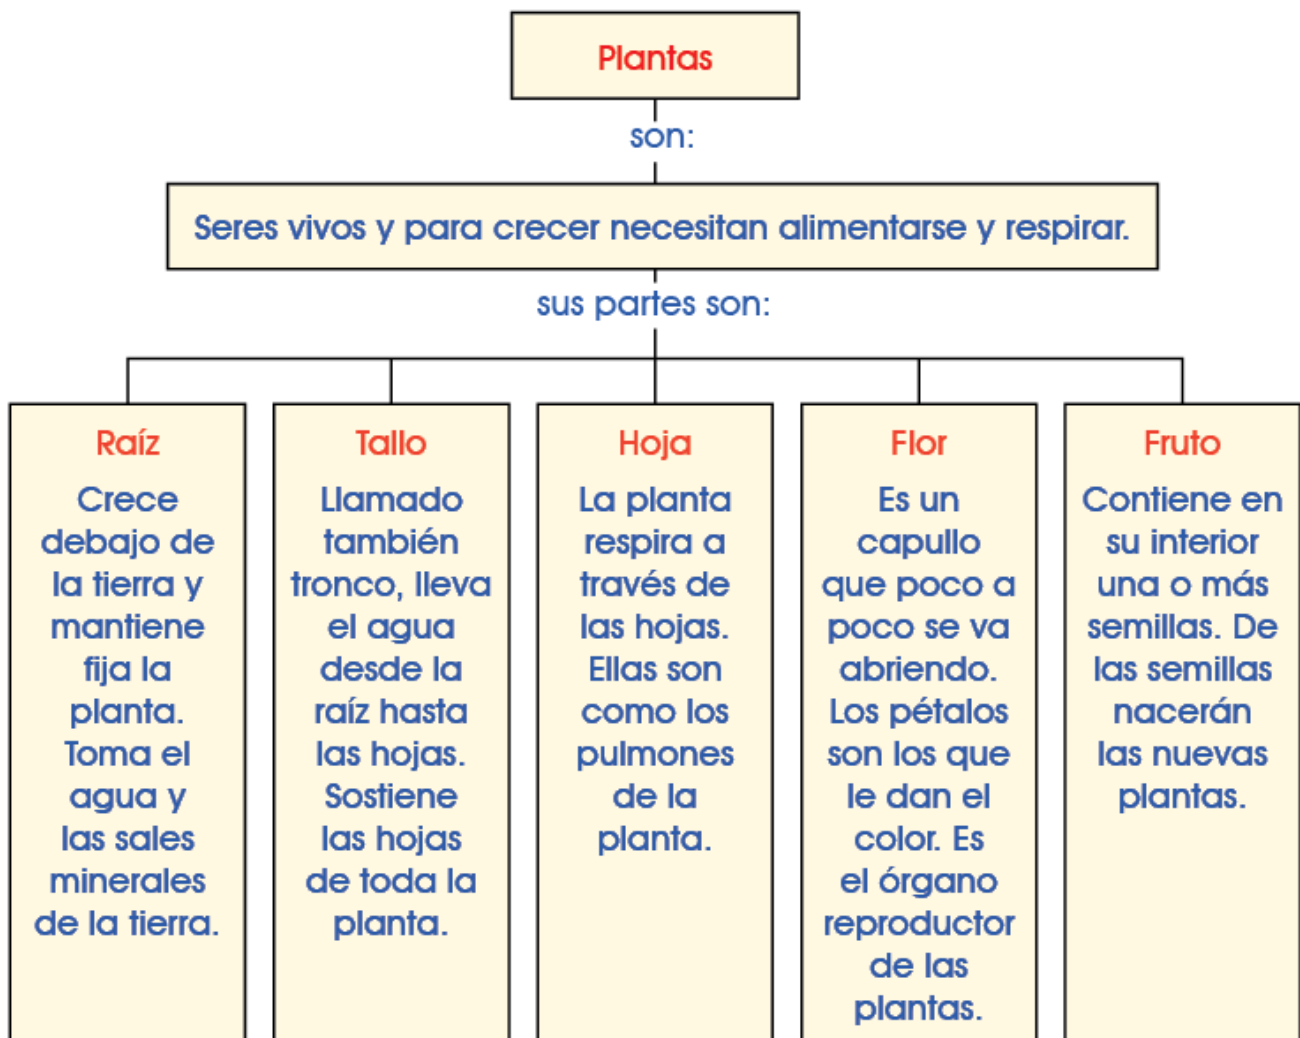 Plantas
son:
Seres vivos y para crecer necesitan alimentarse y respirar.
sus partes son:
Raíz
Crece
debajo de
la tierra y
mantiene
fija la
planta.
Toma el
agua y
las sales
minerales
de la tierra.
Tallo
Llamado
también
tronco, lleva
el agua
desde la
raíz hasta
las hojas.
Sostiene
las hojas
de toda la
planta.
Hoja
La planta
respira a
través de
las hojas.
Ellas son
como los
pulmones
de la
planta.
Flor
Es un
capullo
que poco a
poco se va
abriendo.
Los pétalos
son los que
le dan el
color. Es
el órgano
reproductor
de las
plantas.
Fruto
Contiene en
su interior
una o más
semillas. De
las semillas
nacerán
las nuevas
plantas.